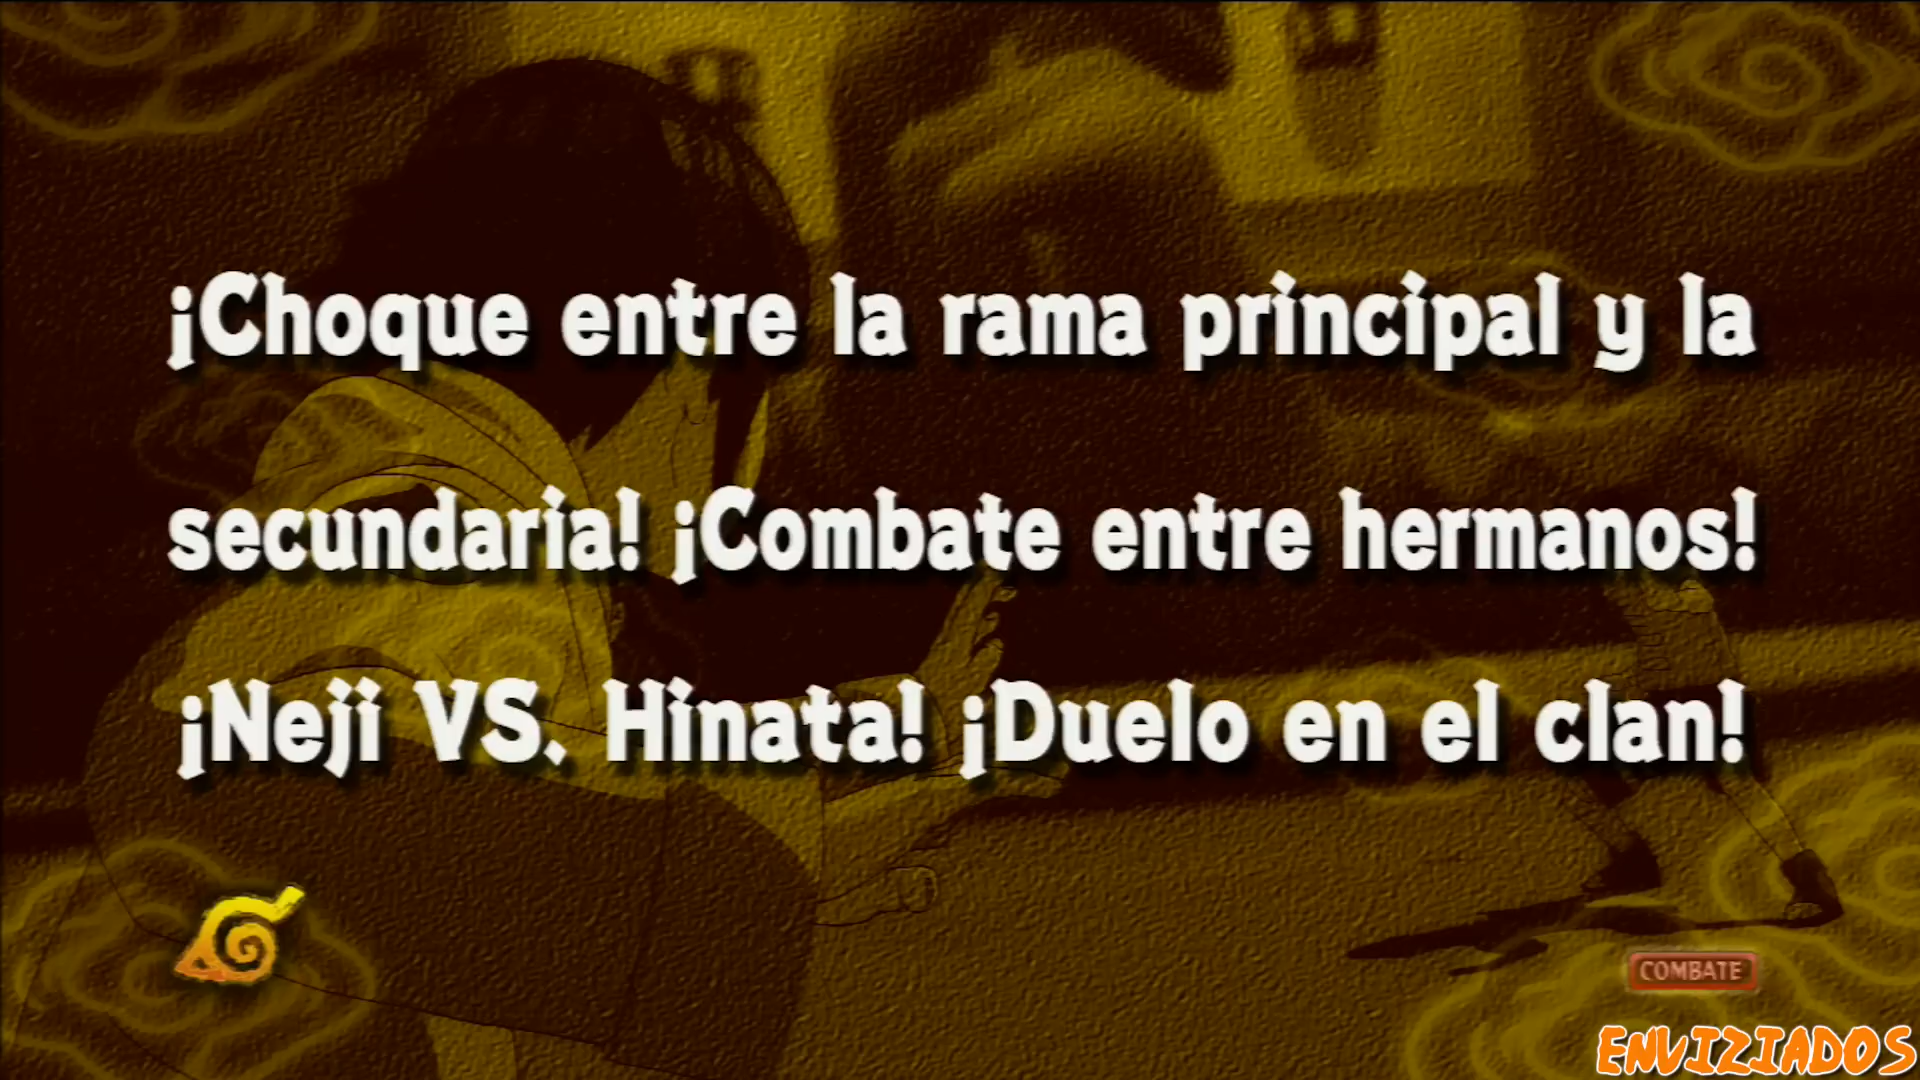 ¡Choque entre la rama principal y la
secundaria! ¡Combate entre hermanos!
¡Neji VS. Hinata! ¡Duelo en el clan!
COMBATE
ENVIZIADOS